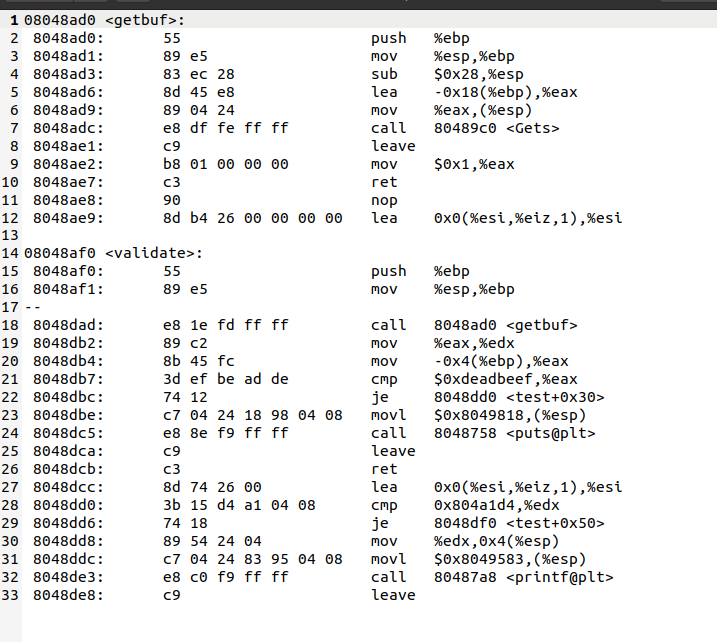 1 08048ad0 <getbuf>:
2 8048ad0: 55 push %ebp
3 8048ad1: 89 e5 mov %esp,%ebp
4 8048ad3: 83 ec 28 sub $0x28,%esp
5 8048ad6: 8d 45 e8 lea -0x18(%ebp),%eax
6 8048ad9: 89 04 24 mov %eax,(%esp)
7 8048adc: e8 df fe ff ff call 80489c0 <Gets>
8 8048ae1: c9 leave
9 8048ae2: b8 01 00 00 00 mov $0x1,%eax
10 8048ae7: c3 ret
11 8048ae8: 90 nop
12 8048ae9: 8d b4 26 00 00 00 00 lea 0x0(%esi,%eiz,1),%esi
13
14 08048af0 <validate>:
15 8048af0: 55 push %ebp
16 8048af1: 89 e5 mov %esp,%ebp
17 --
18 8048dad: e8 1e fd ff ff call 8048ad0 <getbuf>
19 8048db2: 89 c2 mov %eax,%edx
20 8048db4: 8b 45 fc mov -0x4(%ebp),%eax
21 8048db7: 3d ef be ad de cmp $0xdeadbeef,%eax
22 8048dbc: 74 12 je 8048dd0 <test+0x30>
23 8048dbe: c7 04 24 18 98 04 08 movl $0x8049818,(%esp)
24 8048dc5: e8 8e f9 ff ff call 8048758 <puts@plt>
25 8048dca: c9 leave
26 8048dcb: c3 ret
27 8048dcc: 8d 74 26 00 lea 0x0(%esi,%eiz,1),%esi
28 8048dd0: 3b 15 d4 a1 04 08 cmp 0x804a1d4,%edx
29 8048dd6: 74 18 je 8048df0 <test+0x50>
30 8048dd8: 89 54 24 04 mov %edx,0x4(%esp)
31 8048ddc: c7 04 24 83 95 04 08 movl $0x8049583,(%esp)
32 8048de3: e8 c0 f9 ff ff call 80487a8 <printf@plt>
33 8048de8: c9 leave